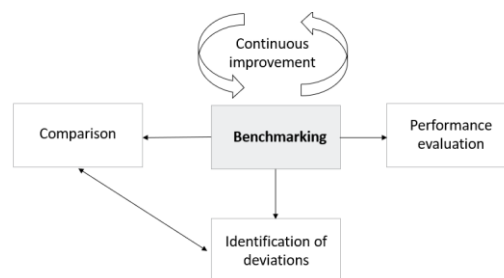 Continuous
improvement
Comparison
Benchmarking
Performance
evaluation
Identification of
deviations